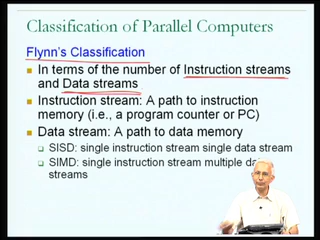 Classification of Parallel Computers
Flynn's Classification
In terms of the number of Instruction streams
and Data streams
Instruction stream: A path to instruction
memory (i.e., a program counter or PC)
Data stream: A path to data memory
SISD: single instruction stream single data stream
SIMD: single instruction stream multiple
streams